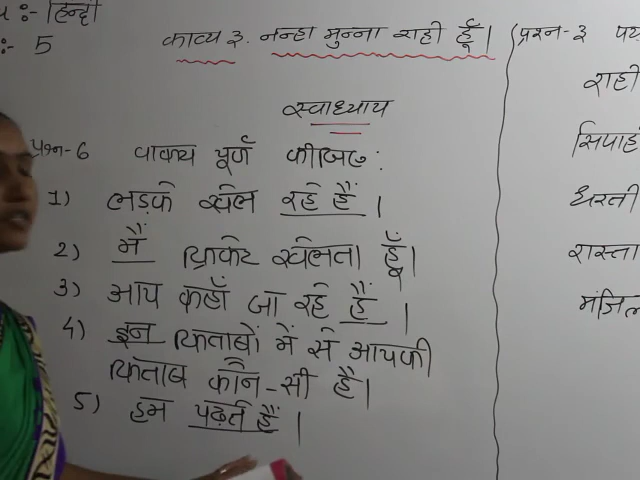 :- हिन्दी
:- 5
काव्य ३. नन्हा मुन्ना राही हूँ।
स्वाध्याय
प्रश्न-6 वाक्य पूर्ण कीजिए:
1) लड़के खेल रहे हैं।
2) मैं क्रिकेट खेलता हूँ।
3) आप कहाँ जा रहे हैं।
4) इन किताबों में से आपकी
किताब कौन-सी है।
5) हम पढ़ते हैं।
प्रश्न-३
राही
सिपाही
धरती
रास्ता
मंजिल